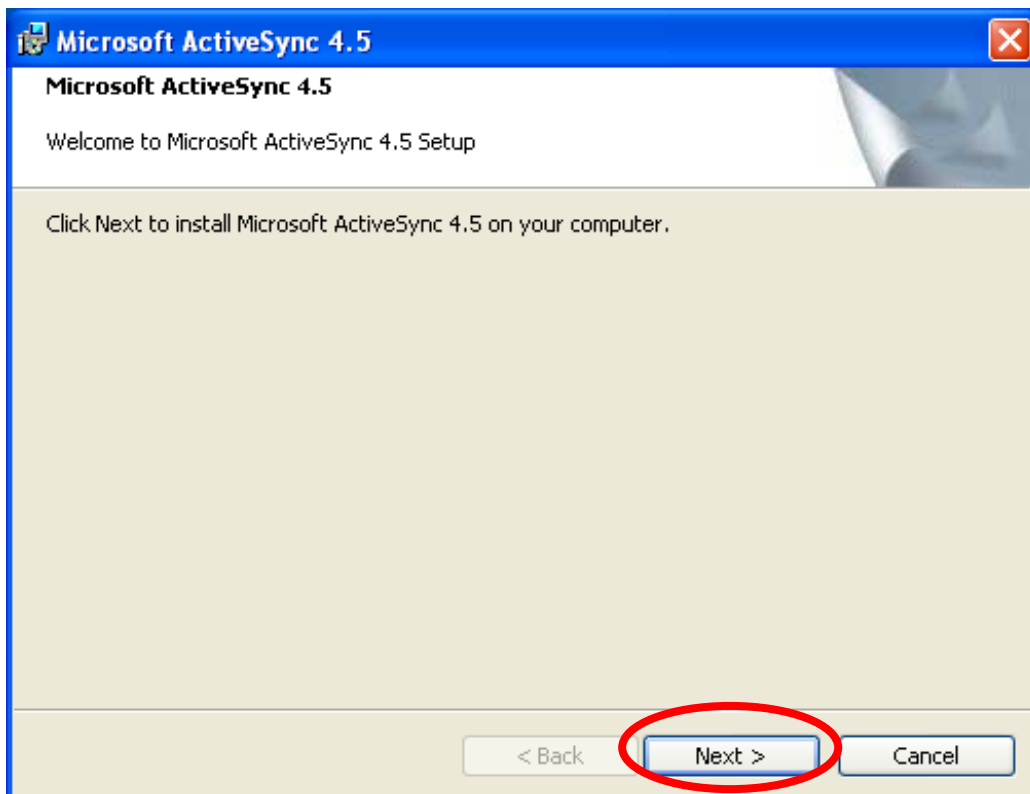 Microsoft ActiveSync 4.5
Microsoft ActiveSync 4.5
Welcome to Microsoft ActiveSync 4.5 Setup
Click Next to install Microsoft ActiveSync 4.5 on your computer.
< Back Next > Cancel